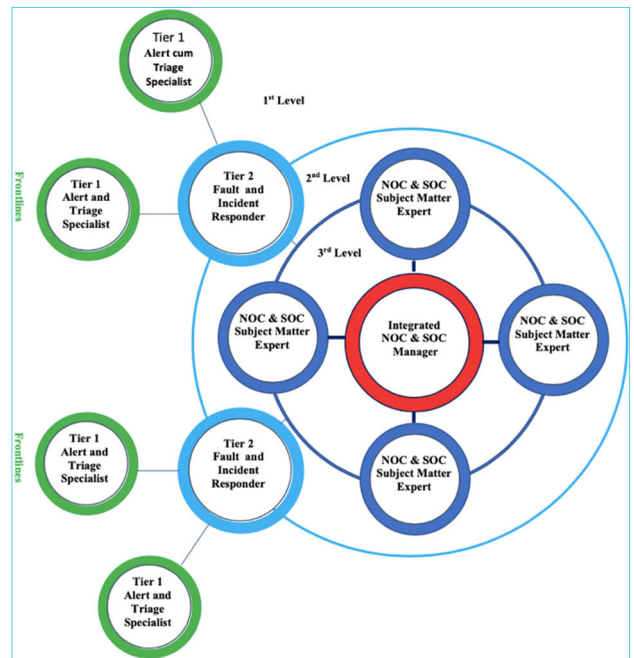 Tier 1
Alert cum
Triage
Specialist
1st Level
Frontlines
Tier 1
Alert and
Triage
Specialist
Tier 2
Fault and
Incident
Responder
2nd Level
NOC & SOC
Subject Matter
Expert
3rd Level
NOC & SOC
Subject Matter
Expert
Integrated
NOC & SOC
Manager
NOC & SOC
Subject Matter
Expert
Frontlines
Tier 1
Alert and
Triage
Specialist
Tier 2
Fault and
Incident
Responder
NOC & SOC
Subject Matter
Expert
Tier 1
Alert and
Triage
Specialist